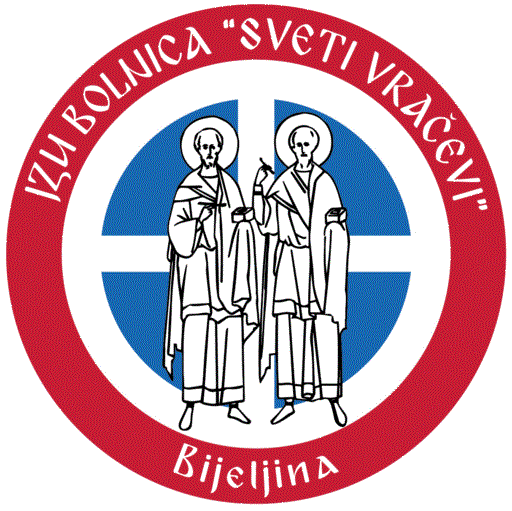 JZU BOLNICA "SVETI VRAČEVI"
Bijeljina